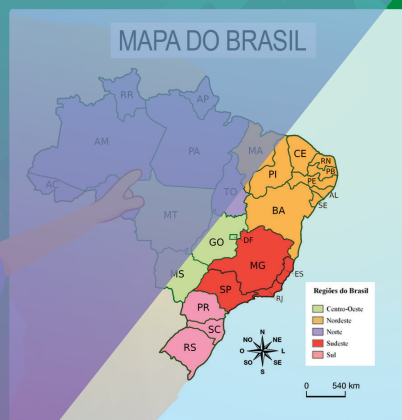 MAPA DO BRASIL
RR
AP
AM
PA
MA
CE
RN
PB
PI
PE
AC
AL
TO
SE
BA
MT
GO
DF
MS
MG
ES
SP
RJ
PR
SC
RS
Regiões do Brasil
Centro-Oeste
Nordeste
Norte
Sudeste
Sul
N
NO
NE
O
L
SO
SE
S
0
540 km